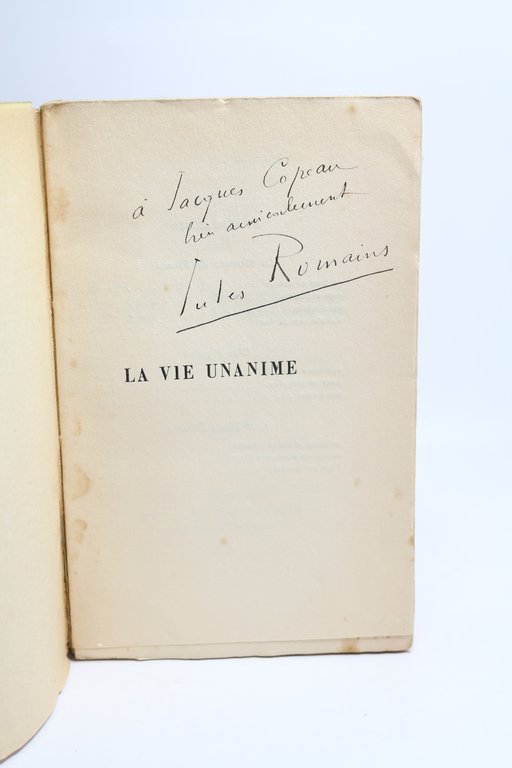 à Jacques Copeau
bien amicalement
Jules Romains
LA VIE UNANIME